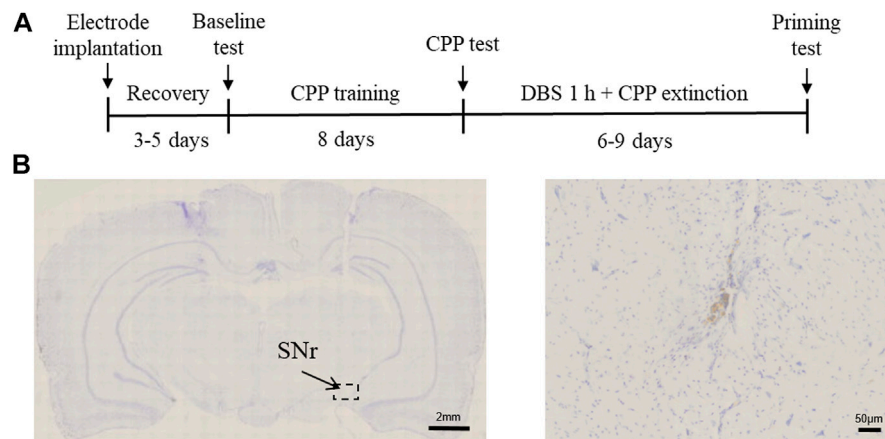 A
Electrode
implantation
Baseline
test
CPP test
Priming
test
Recovery
CPP training
DBS 1 h + CPP extinction
3-5 days
8 days
6-9 days
B
SNr
2mm
50μm